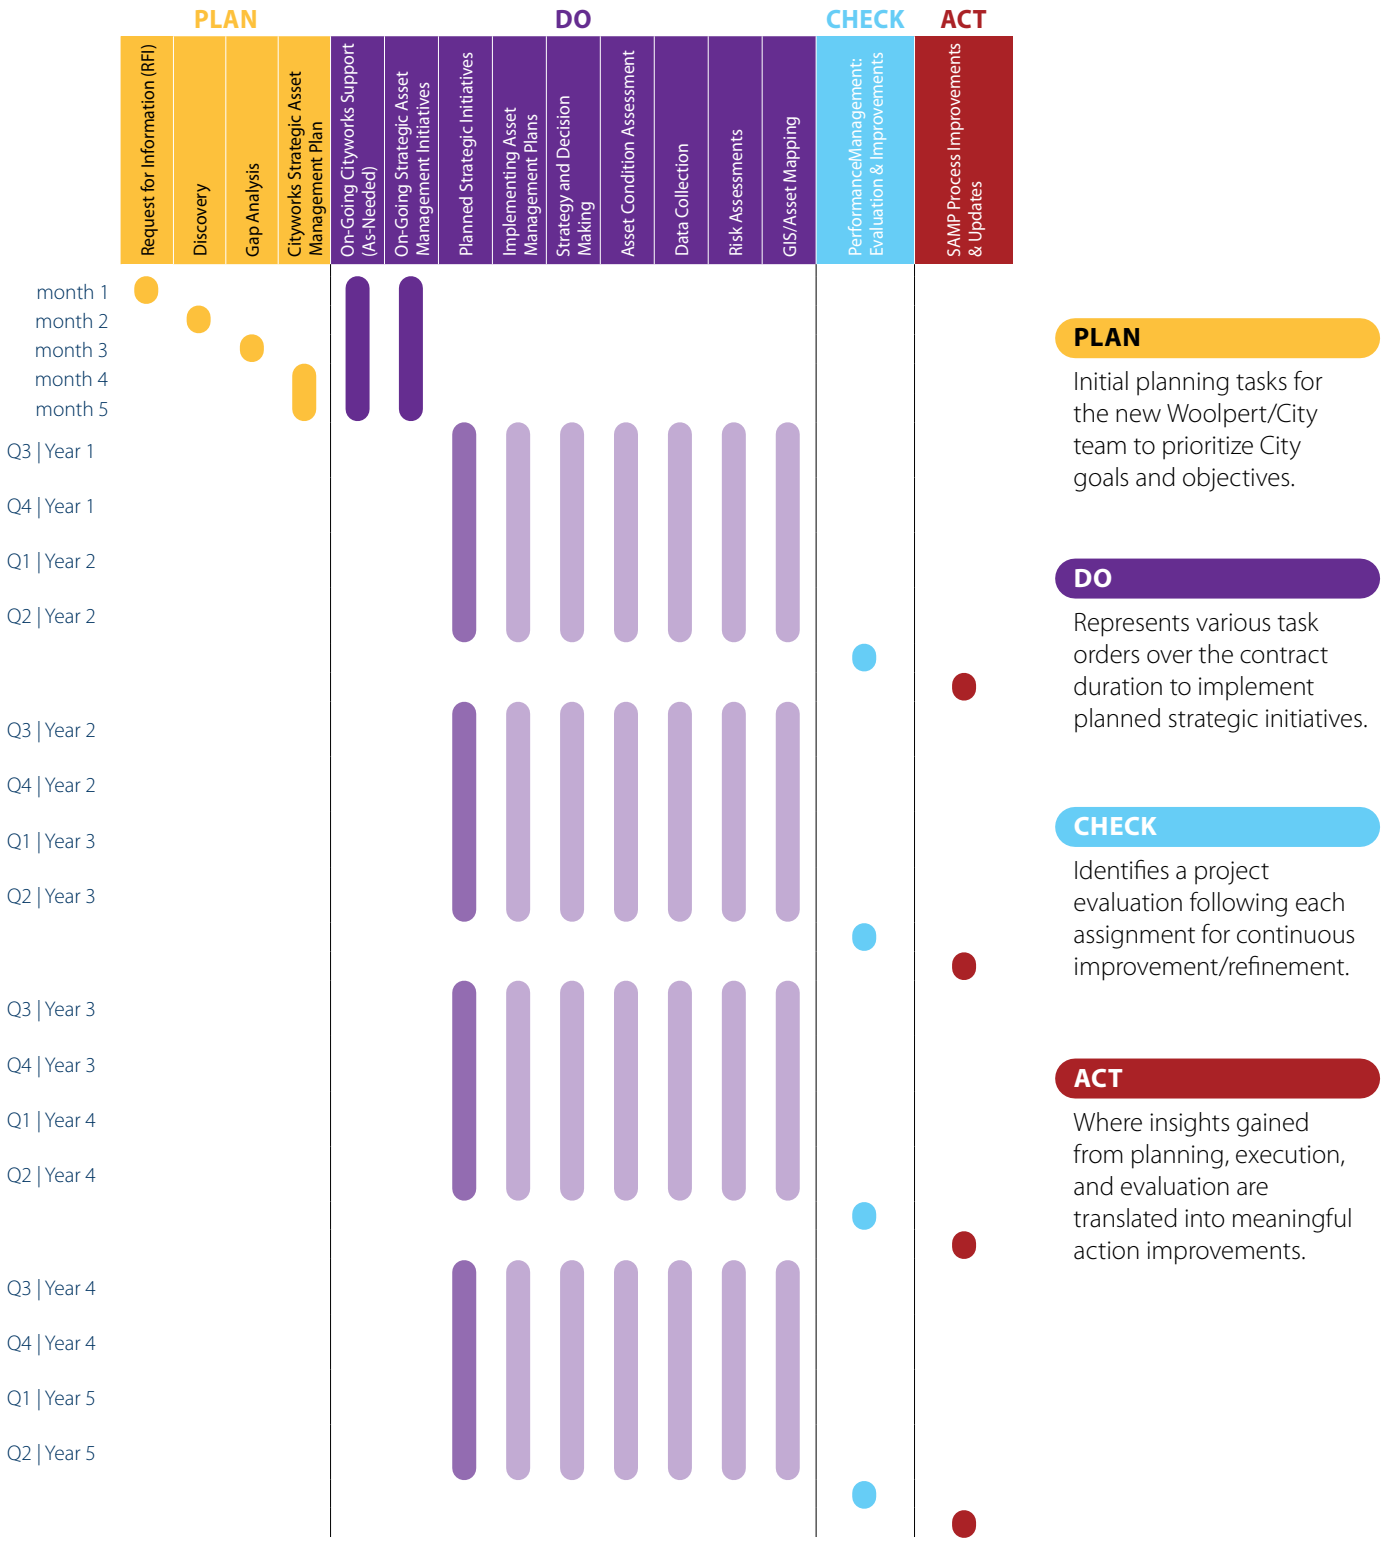 PLAN
DO
CHECK
ACT
Request for Information (RFI)
Discovery
Gap Analysis
Cityworks Strategic Asset
Management Plan
On-Going Cityworks Support
(As-Needed)
On-Going Strategic Asset
Management Initiatives
Planned Strategic Initiatives
Implementing Asset
Management Plans
Strategy and Decision
Making
Asset Condition Assessment
Data Collection
Risk Assessments
GIS/Asset Mapping
PerformanceManagement:
Evaluation & Improvements
SAMP Process Improvements
& Updates
month 1
month 2
month 3
month 4
month 5
Q3 | Year 1
Q4 | Year 1
Q1 | Year 2
Q2 | Year 2
Q3 | Year 2
Q4 | Year 2
Q1 | Year 3
Q2 | Year 3
Q3 | Year 3
Q4 | Year 3
Q1 | Year 4
Q2 | Year 4
Q3 | Year 4
Q4 | Year 4
Q1 | Year 5
Q2 | Year 5
PLAN
Initial planning tasks for
the new Woolpert/City
team to prioritize City
goals and objectives.
DO
Represents various task
orders over the contract
duration to implement
planned strategic initiatives.
CHECK
Identifies a project
evaluation following each
assignment for continuous
improvement/refinement.
ACT
Where insights gained
from planning, execution,
and evaluation are
translated into meaningful
action improvements.